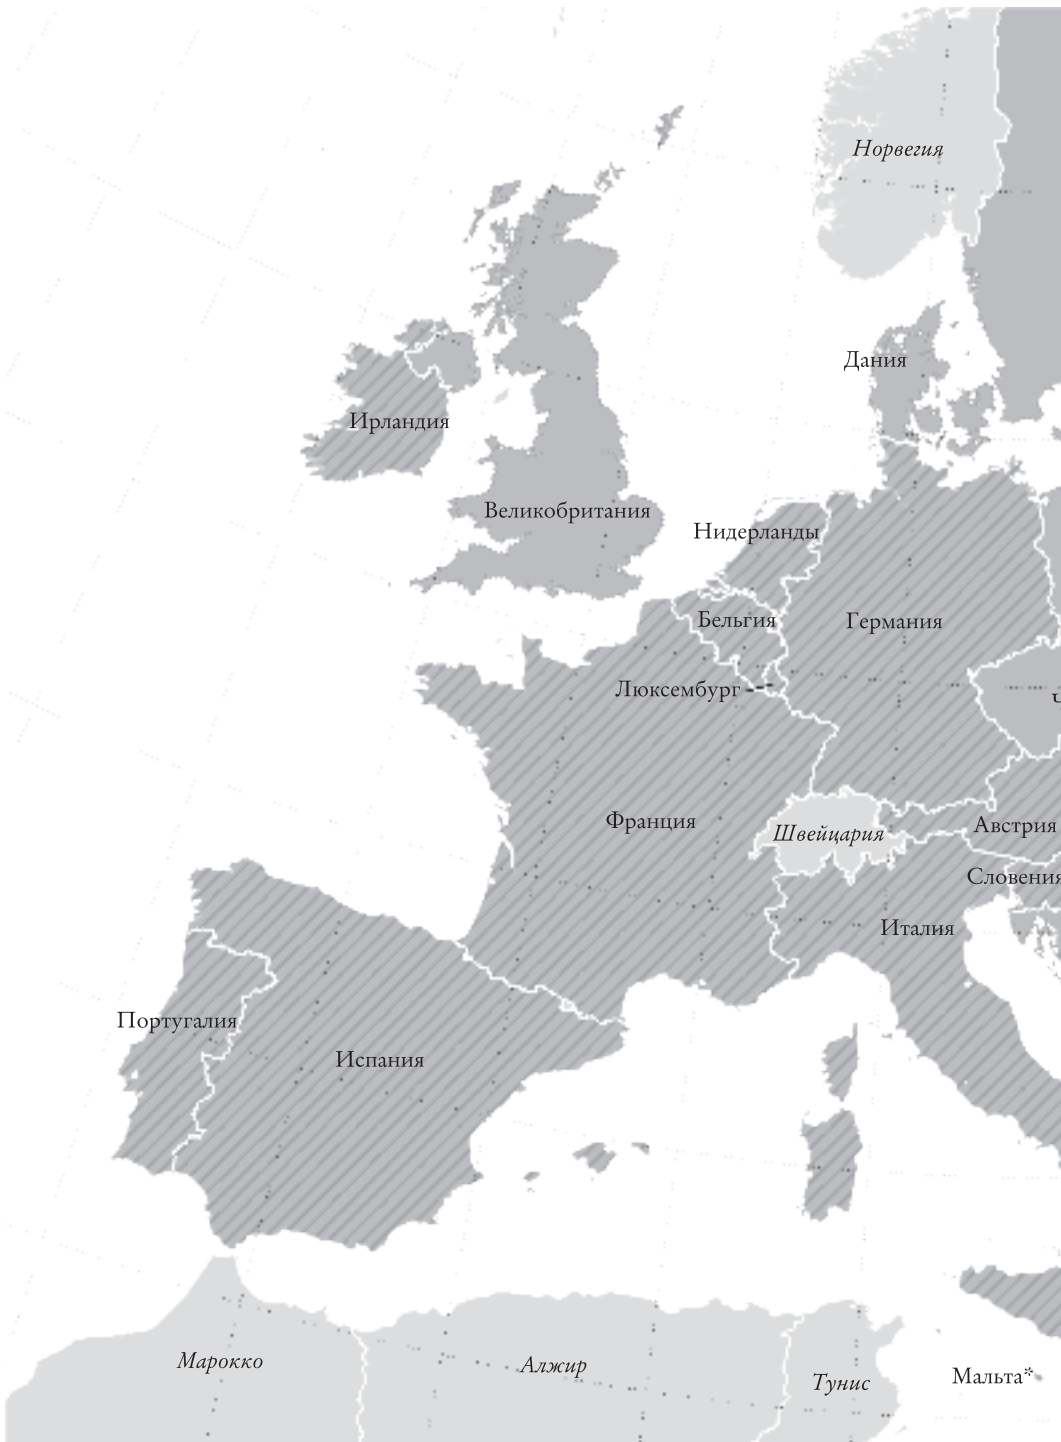 Норвегия
Дания
Ирландия
Великобритания
Нидерланды
Бельгия
Германия
Люксембург
Ч
Франция
Швейцария
Австрия
Словения
Италия
Португалия
Испания
Марокко
Алжир
Тунис
Мальта*